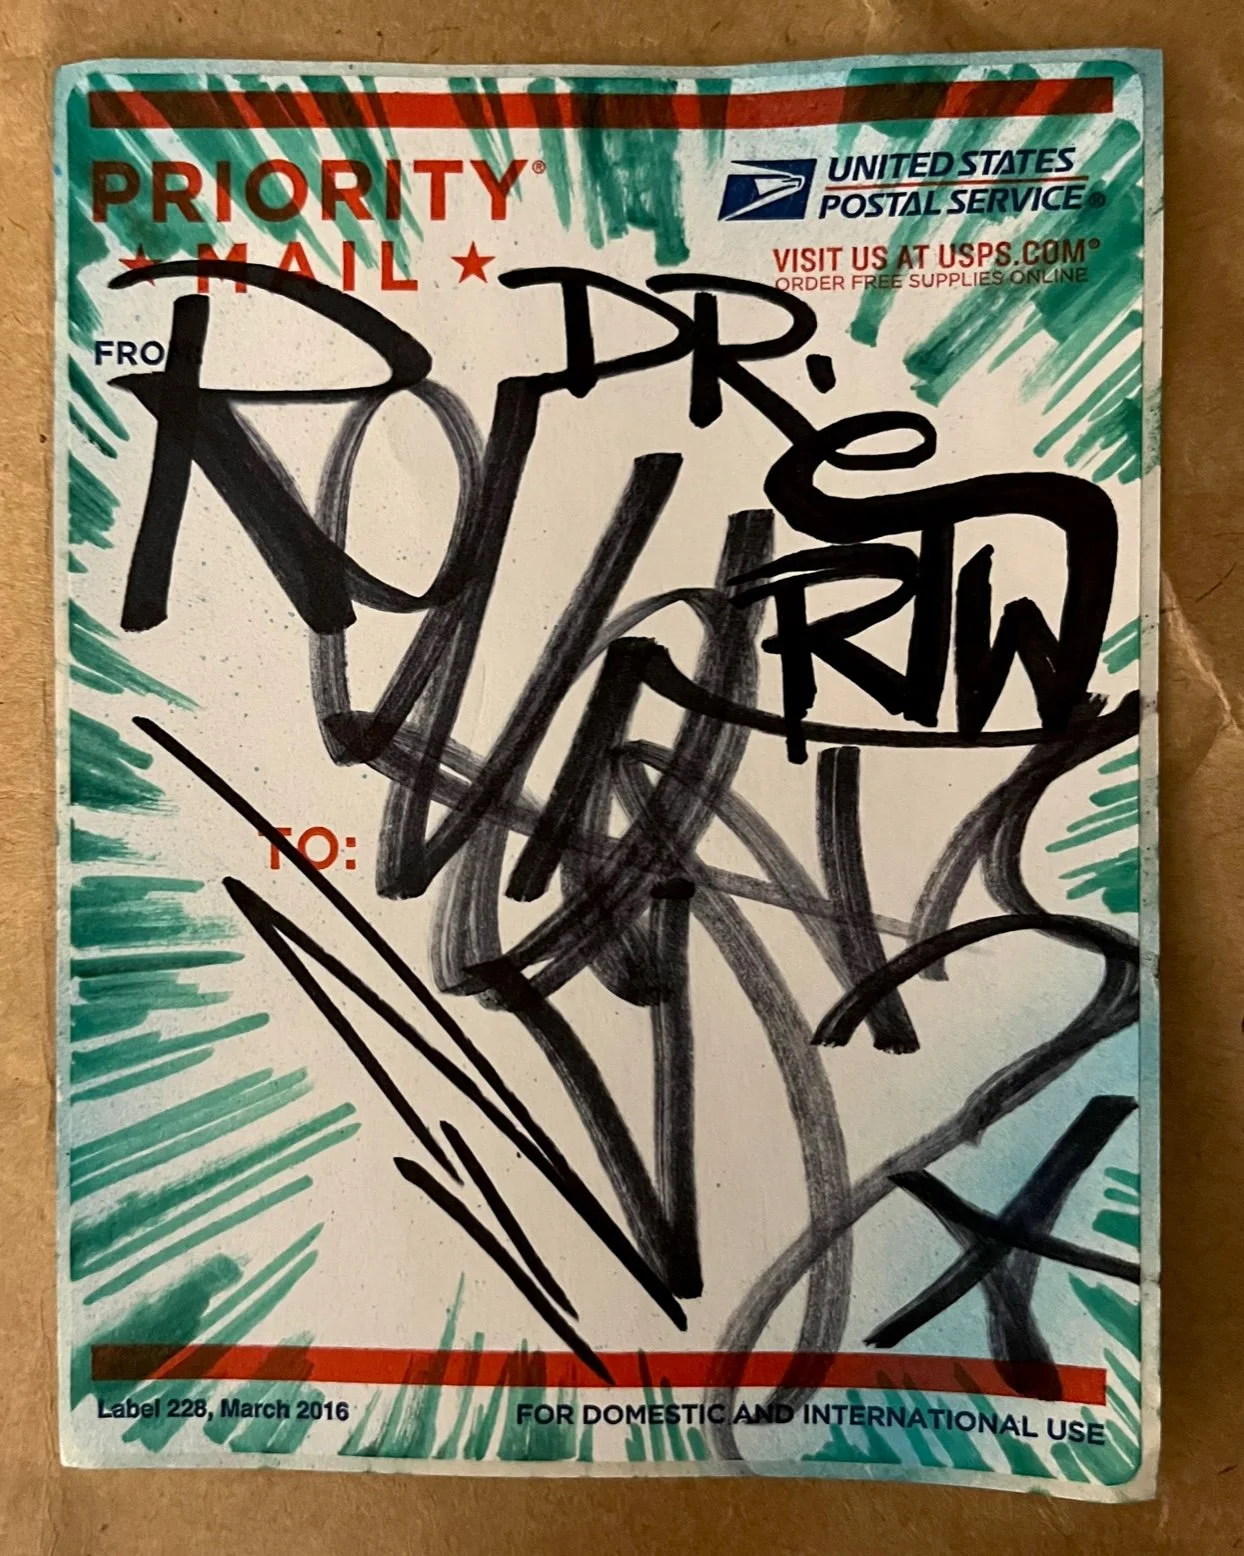 PRIORITY®
★ MAIL ★
UNITED STATES
POSTAL SERVICE®
VISIT US AT USPS.COM®
ORDER FREE SUPPLIES ONLINE
FROM:
DR.
RTW
TO:
Label 228, March 2016
FOR DOMESTIC AND INTERNATIONAL USE